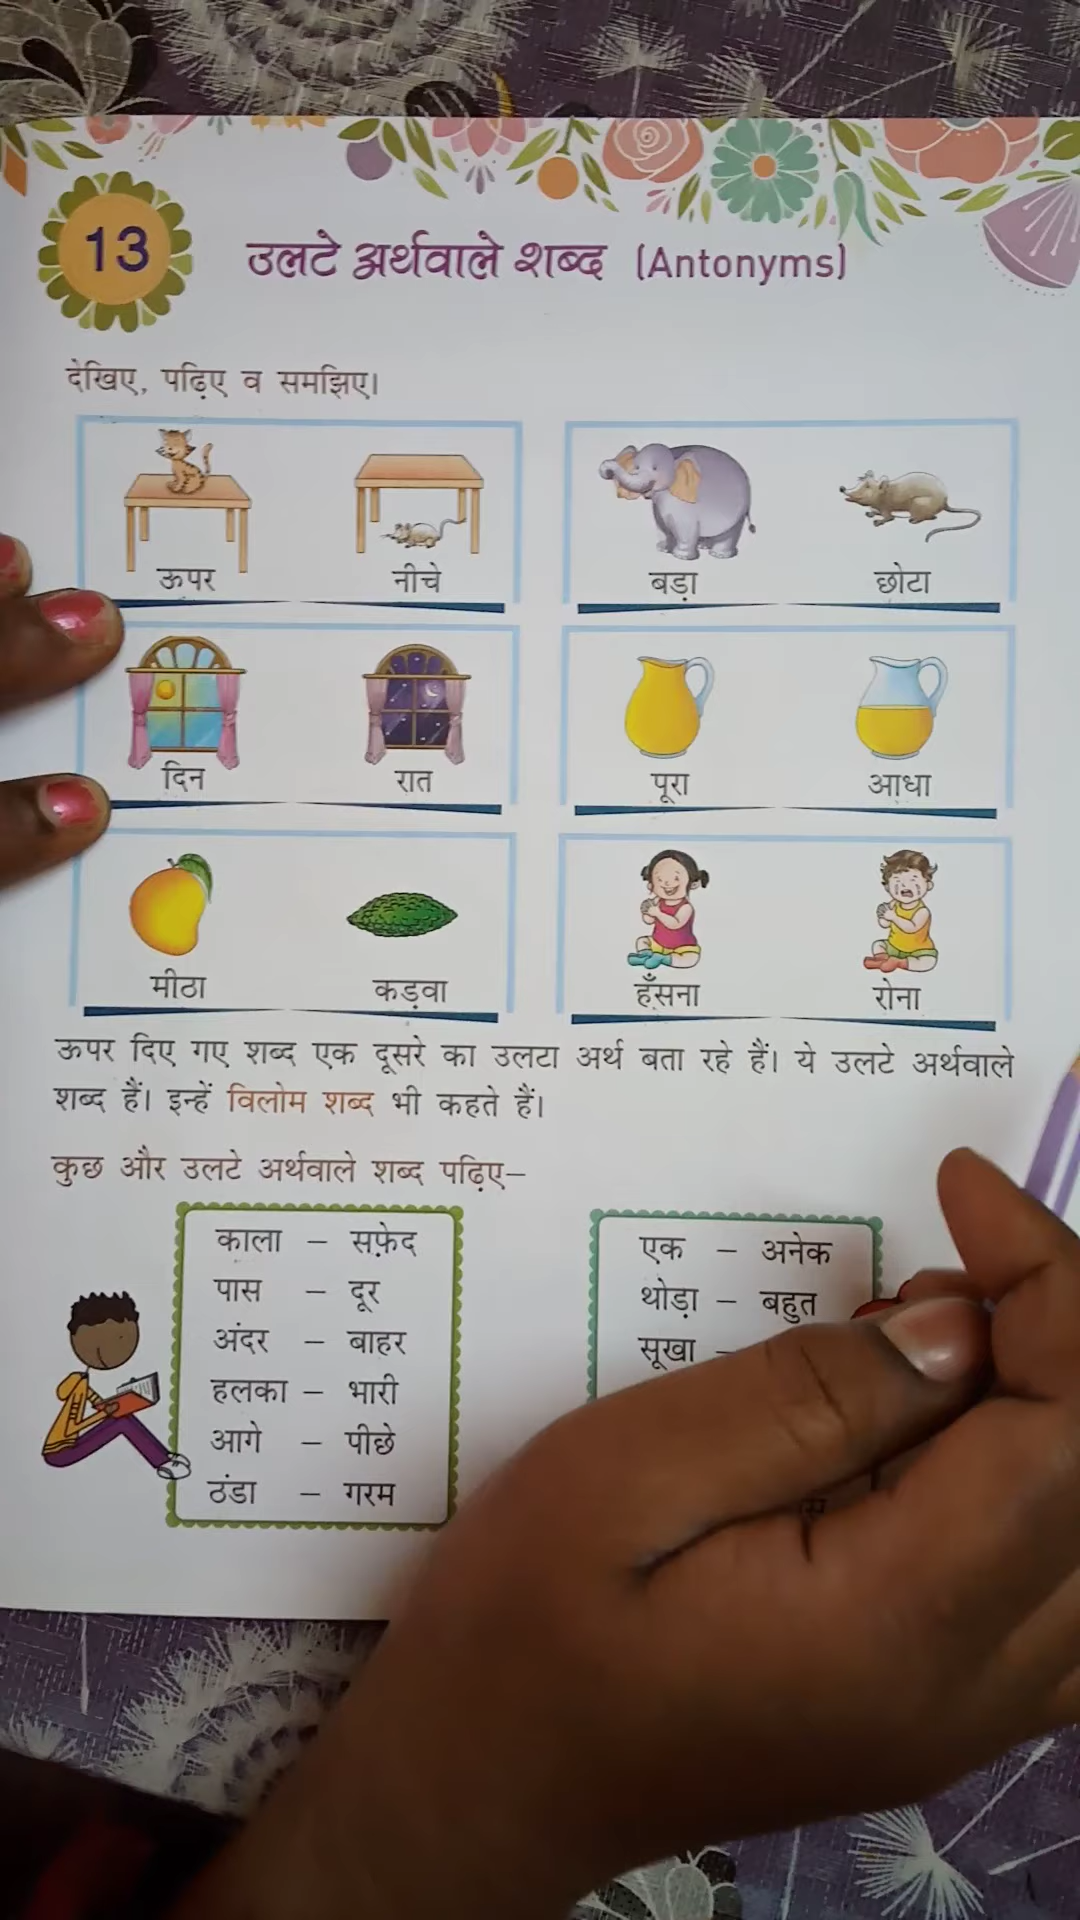 13
उलटे अर्थवाले शब्द (Antonyms)
देखिए, पढ़िए व समझिए।
ऊपर नीचे
बड़ा छोटा
दिन रात
पूरा आधा
मीठा कड़वा
हँसना रोना
ऊपर दिए गए शब्द एक दूसरे का उलटा अर्थ बता रहे हैं। ये उलटे अर्थवाले
शब्द हैं। इन्हें विलोम शब्द भी कहते हैं।
कुछ और उलटे अर्थवाले शब्द पढ़िए–
काला – सफ़ेद
पास – दूर
अंदर – बाहर
हलका – भारी
आगे – पीछे
ठंडा – गरम
एक – अनेक
थोड़ा – बहुत
सूखा –